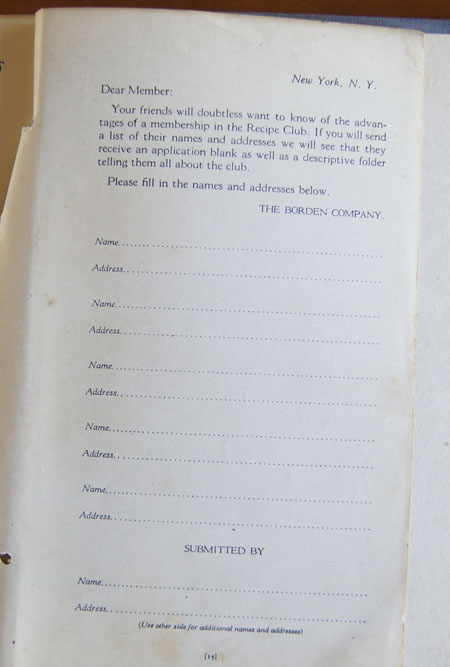 New York, N. Y.
Dear Member:
Your friends will doubtless want to know of the advan-
tages of a membership in the Recipe Club. If you will send
a list of their names and addresses we will see that they
receive an application blank as well as a descriptive folder
telling them all about the club.
Please fill in the names and addresses below.
THE BORDEN COMPANY.
Name
Address
Name
Address
Name
Address
Name
Address
Name
Address
SUBMITTED BY
Name
Address
(Use other side for additional names and addresses)